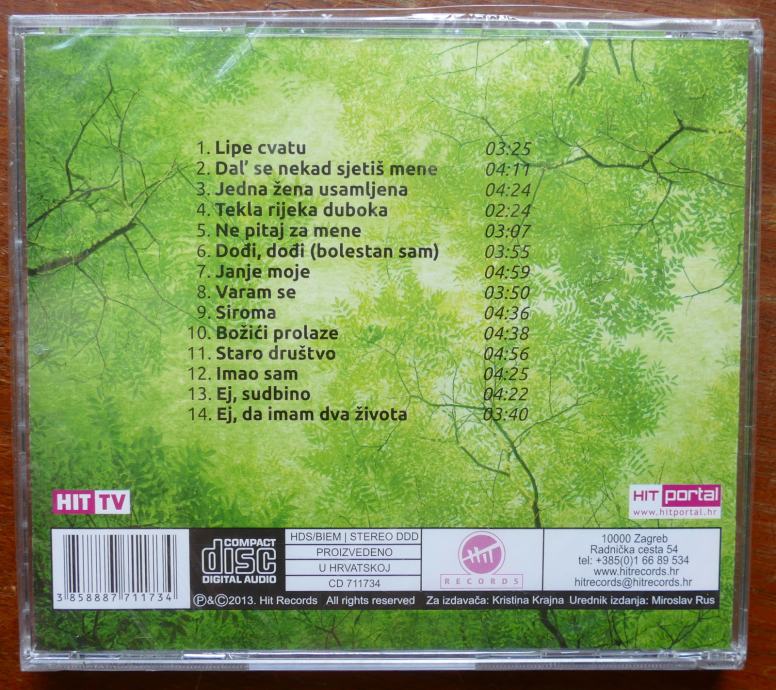 1. Lipe cvatu 03:25
2. Dal' se nekad sjetiš mene 04:11
3. Jedna žena usamljena 04:24
4. Tekla rijeka duboka 02:24
5. Ne pitaj za mene 03:07
6. Dođi, dođi (bolestan sam) 03:55
7. Janje moje 04:59
8. Varam se 03:50
9. Siroma 04:36
10. Božići prolaze 04:38
11. Staro društvo 04:56
12. Imao sam 04:25
13. Ej, sudbino 04:22
14. Ej, da imam dva života 03:40
HIT TV
HIT portal
www.hitportal.hr
3 858887 711734
COMPACT
disc
DIGITAL AUDIO
HDS/BIEM | STEREO DDD
PROIZVEDENO
U HRVATSKOJ
CD 711734
HIT
RECORDS
10000 Zagreb
Radnička cesta 54
tel: +385(0)1 66 89 534
www.hitrecords.hr
hitrecords@hitrecords.hr
Ⓟ&©2013. Hit Records All rights reserved Za izdavača: Kristina Krajna Urednik izdanja: Miroslav Rus